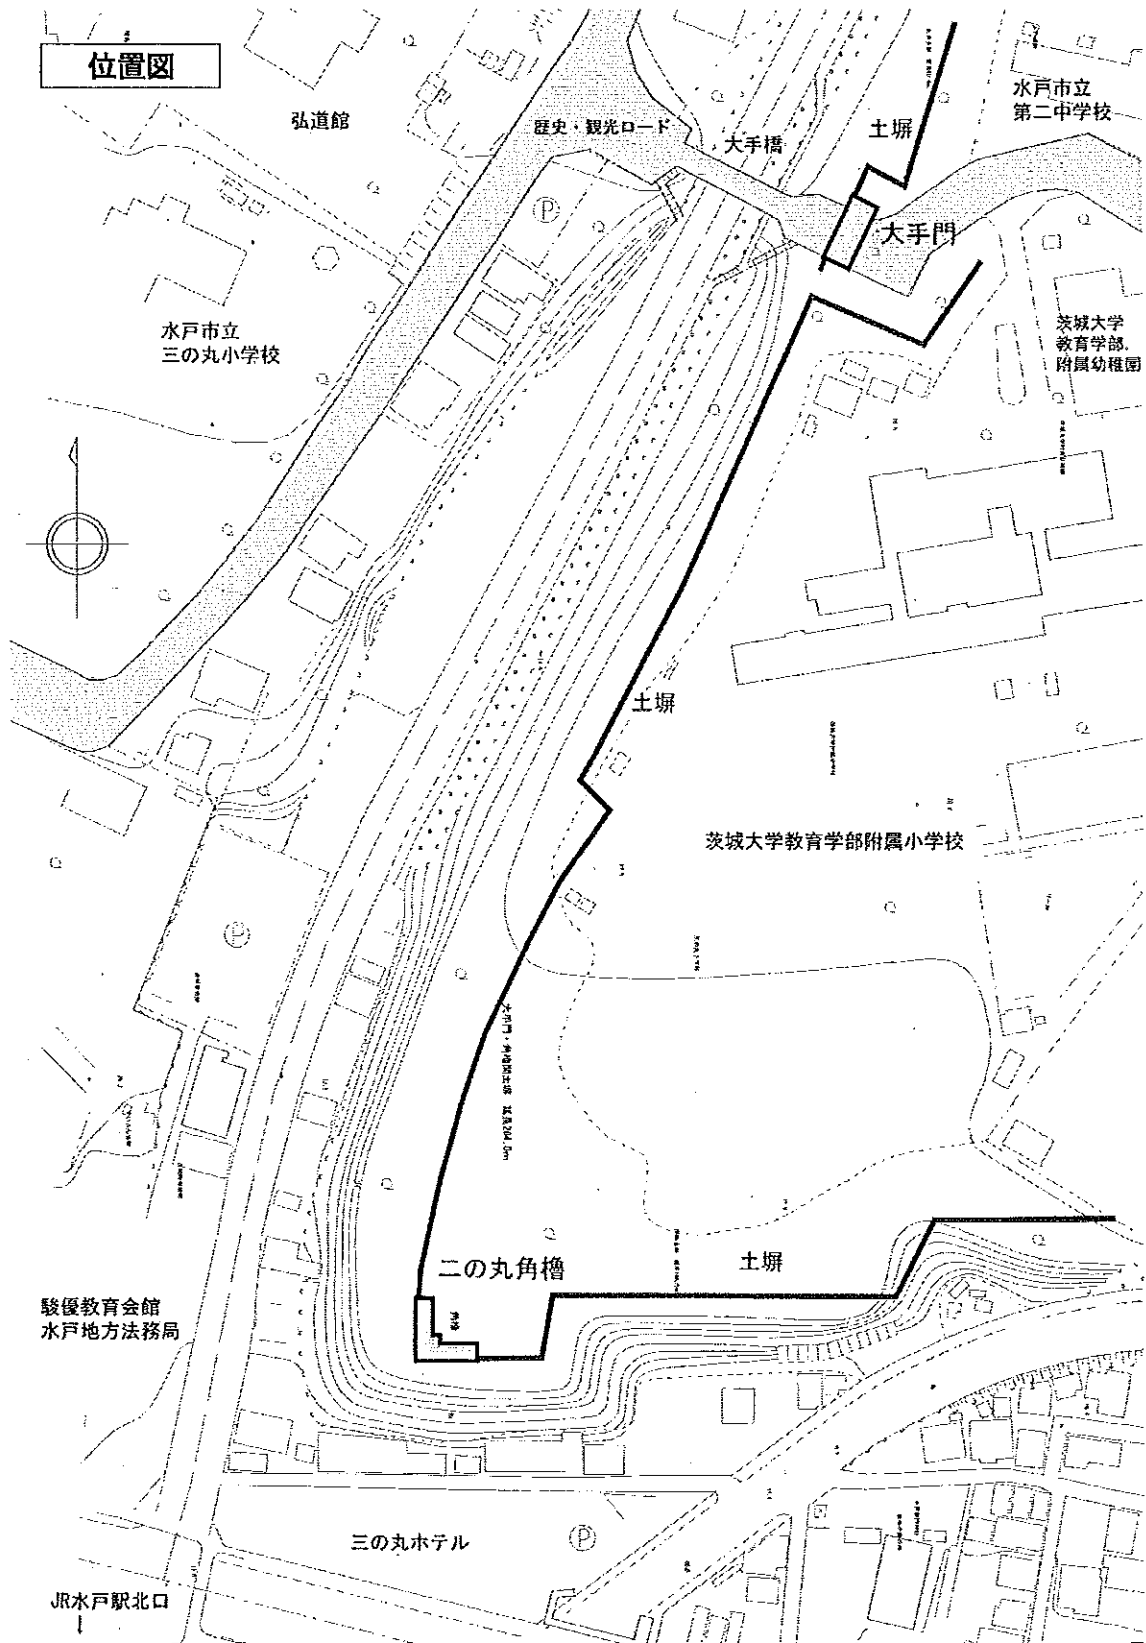 位置図
弘道館
歴史・観光ロード
大手橋
土塀
水戸市立
第二中学校
大手門
水戸市立
三の丸小学校
茨城大学
教育学部
附属幼稚園
土塀
茨城大学教育学部附属小学校
二の丸角櫓
土塀
角櫓
駿優教育会館
水戸地方法務局
三の丸ホテル
JR水戸駅北口
P
P
P